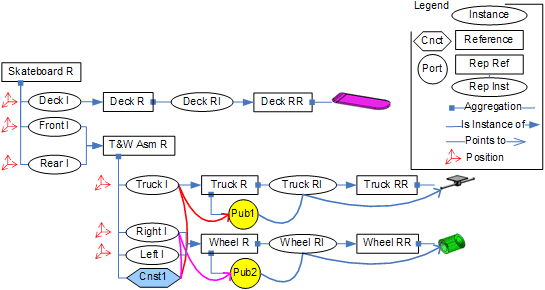 Legend
Instance
Cnct
Reference
Port
Rep Ref
Rep Inst
Aggregation
Is Instance of
Points to
Position
Skateboard R
Deck I
Deck R
Deck RI
Deck RR
Front I
T&W Asm R
Rear I
Truck I
Truck R
Truck RI
Truck RR
Pub1
Right I
Wheel R
Wheel RI
Wheel RR
Left I
Cnst1
Pub2